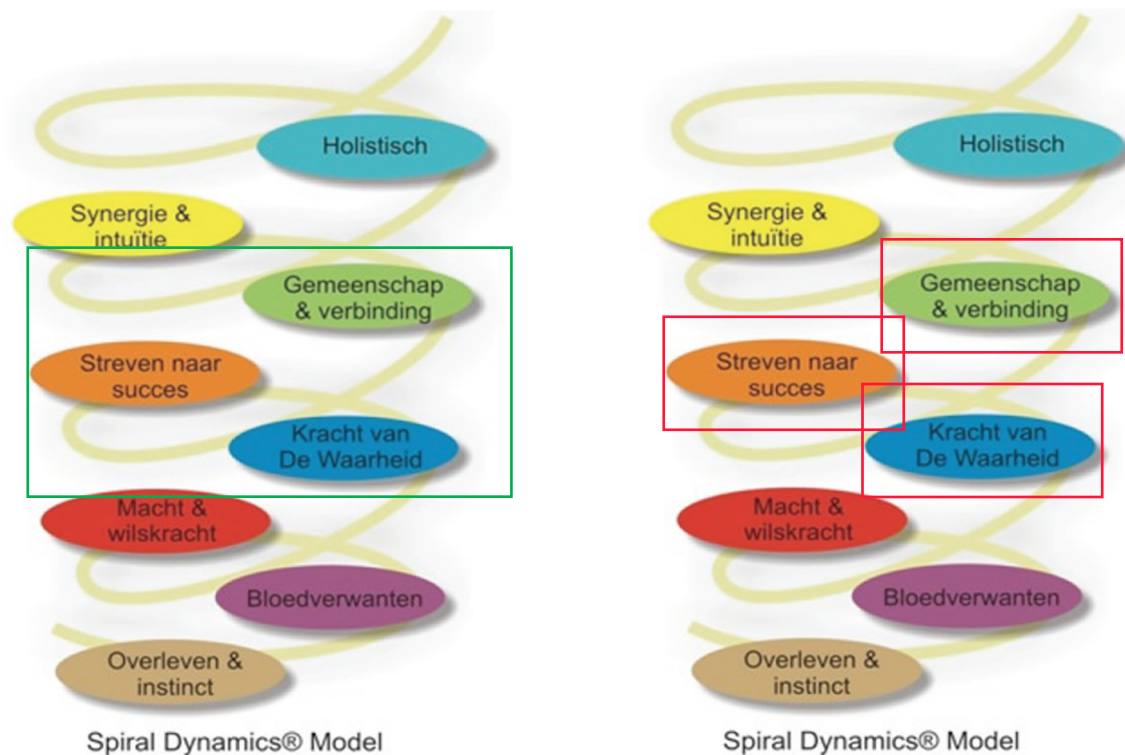 Holistisch
Synergie &
intuïtie
Gemeenschap
& verbinding
Streven naar
succes
Kracht van
De Waarheid
Macht &
wilskracht
Bloedverwanten
Overleven &
instinct
Spiral Dynamics® Model
Holistisch
Synergie &
intuïtie
Gemeenschap
& verbinding
Streven naar
succes
Kracht van
De Waarheid
Macht &
wilskracht
Bloedverwanten
Overleven &
instinct
Spiral Dynamics® Model